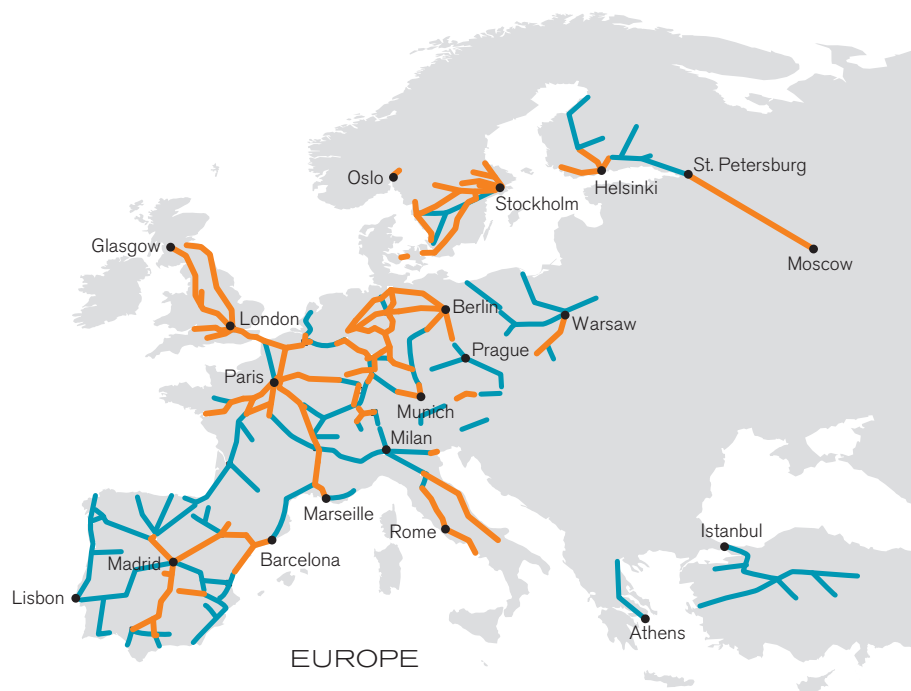 Oslo
Stockholm
Helsinki
St. Petersburg
Moscow
Glasgow
London
Berlin
Warsaw
Paris
Prague
Munich
Milan
Marseille
Rome
Istanbul
Madrid
Barcelona
Lisbon
Athens
EUROPE